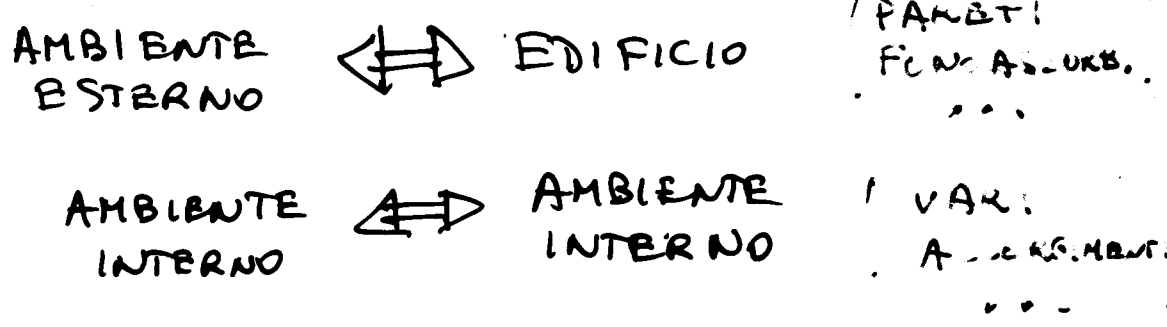 AMBIENTE
ESTERNO
EDIFICIO
PARETI
AMBIENTE
INTERNO
AMBIENTE
INTERNO
VAR.
...